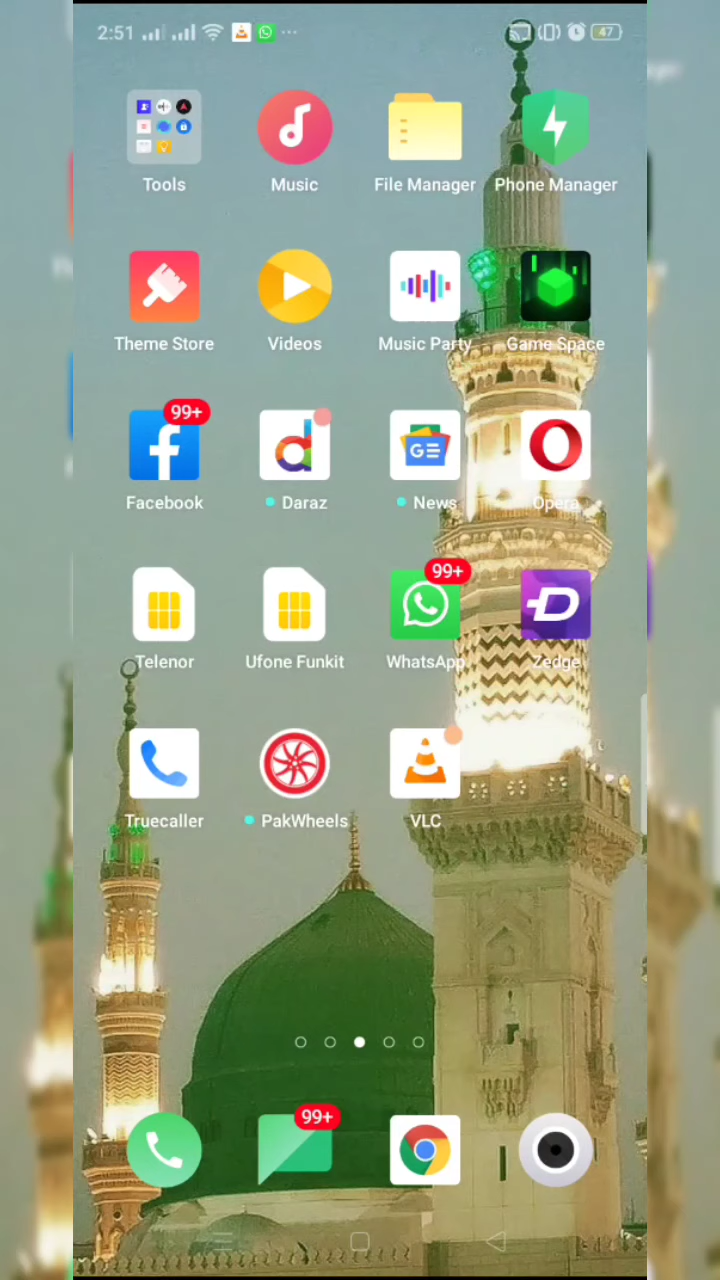 2:51 47
Tools Music File Manager Phone Manager
Theme Store Videos Music Party Game Space
99+
Facebook Daraz News Opera
GE
99+
Telenor Ufone Funkit WhatsApp Zedge
Truecaller PakWheels VLC
99+